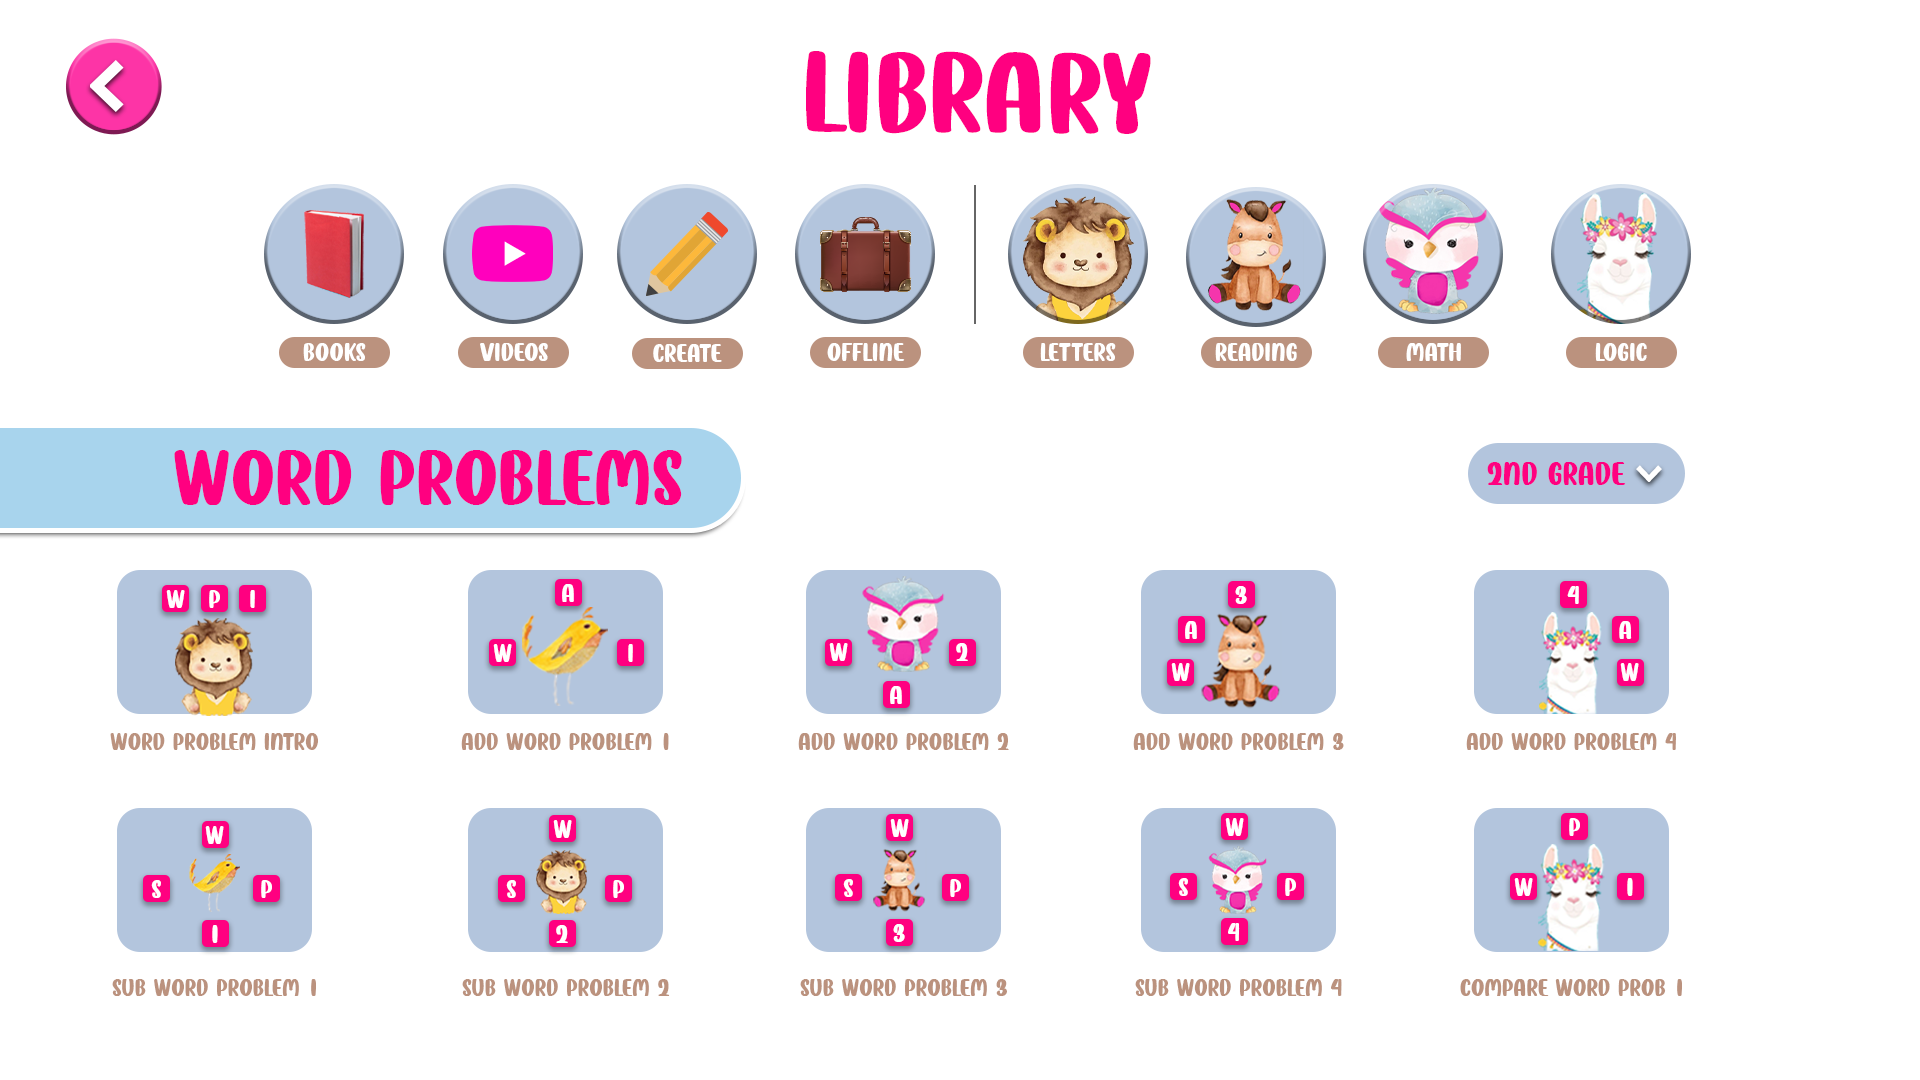 LIBRARY
BOOKS
VIDEOS
CREATE
OFFLINE
LETTERS
READING
MATH
LOGIC
WORD PROBLEMS
2ND GRADE
W P I
WORD PROBLEM INTRO
A
W 1
ADD WORD PROBLEM 1
W 2
A
ADD WORD PROBLEM 2
3
A
W
ADD WORD PROBLEM 3
4
A
W
ADD WORD PROBLEM 4
W
S P
1
SUB WORD PROBLEM 1
W
S P
2
SUB WORD PROBLEM 2
W
S P
3
SUB WORD PROBLEM 3
W
S P
4
SUB WORD PROBLEM 4
P
W 1
COMPARE WORD PROB 1